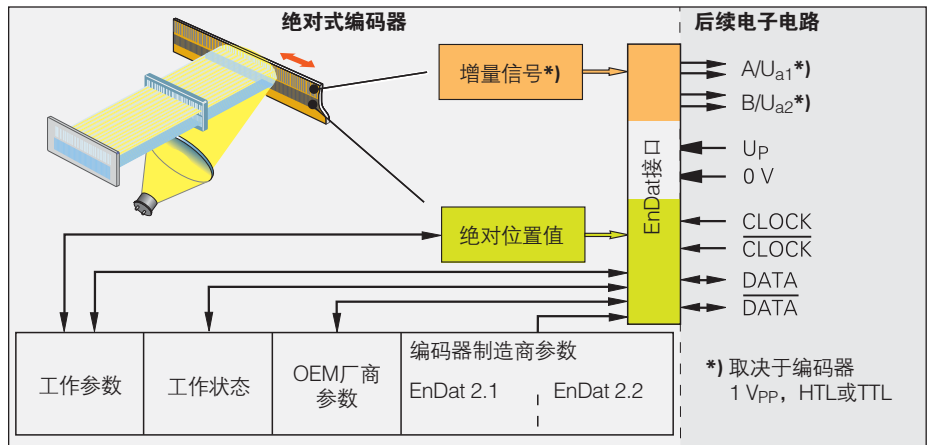 绝对式编码器
后续电子电路
增量信号*)
A/Ua1*)
B/Ua2*)
EnDat接口
UP
0 V
绝对位置值
CLOCK
CLOCK
DATA
DATA
工作参数
工作状态
OEM厂商
参数
编码器制造商参数
EnDat 2.1
EnDat 2.2
*) 取决于编码器
1 VPP，HTL或TTL